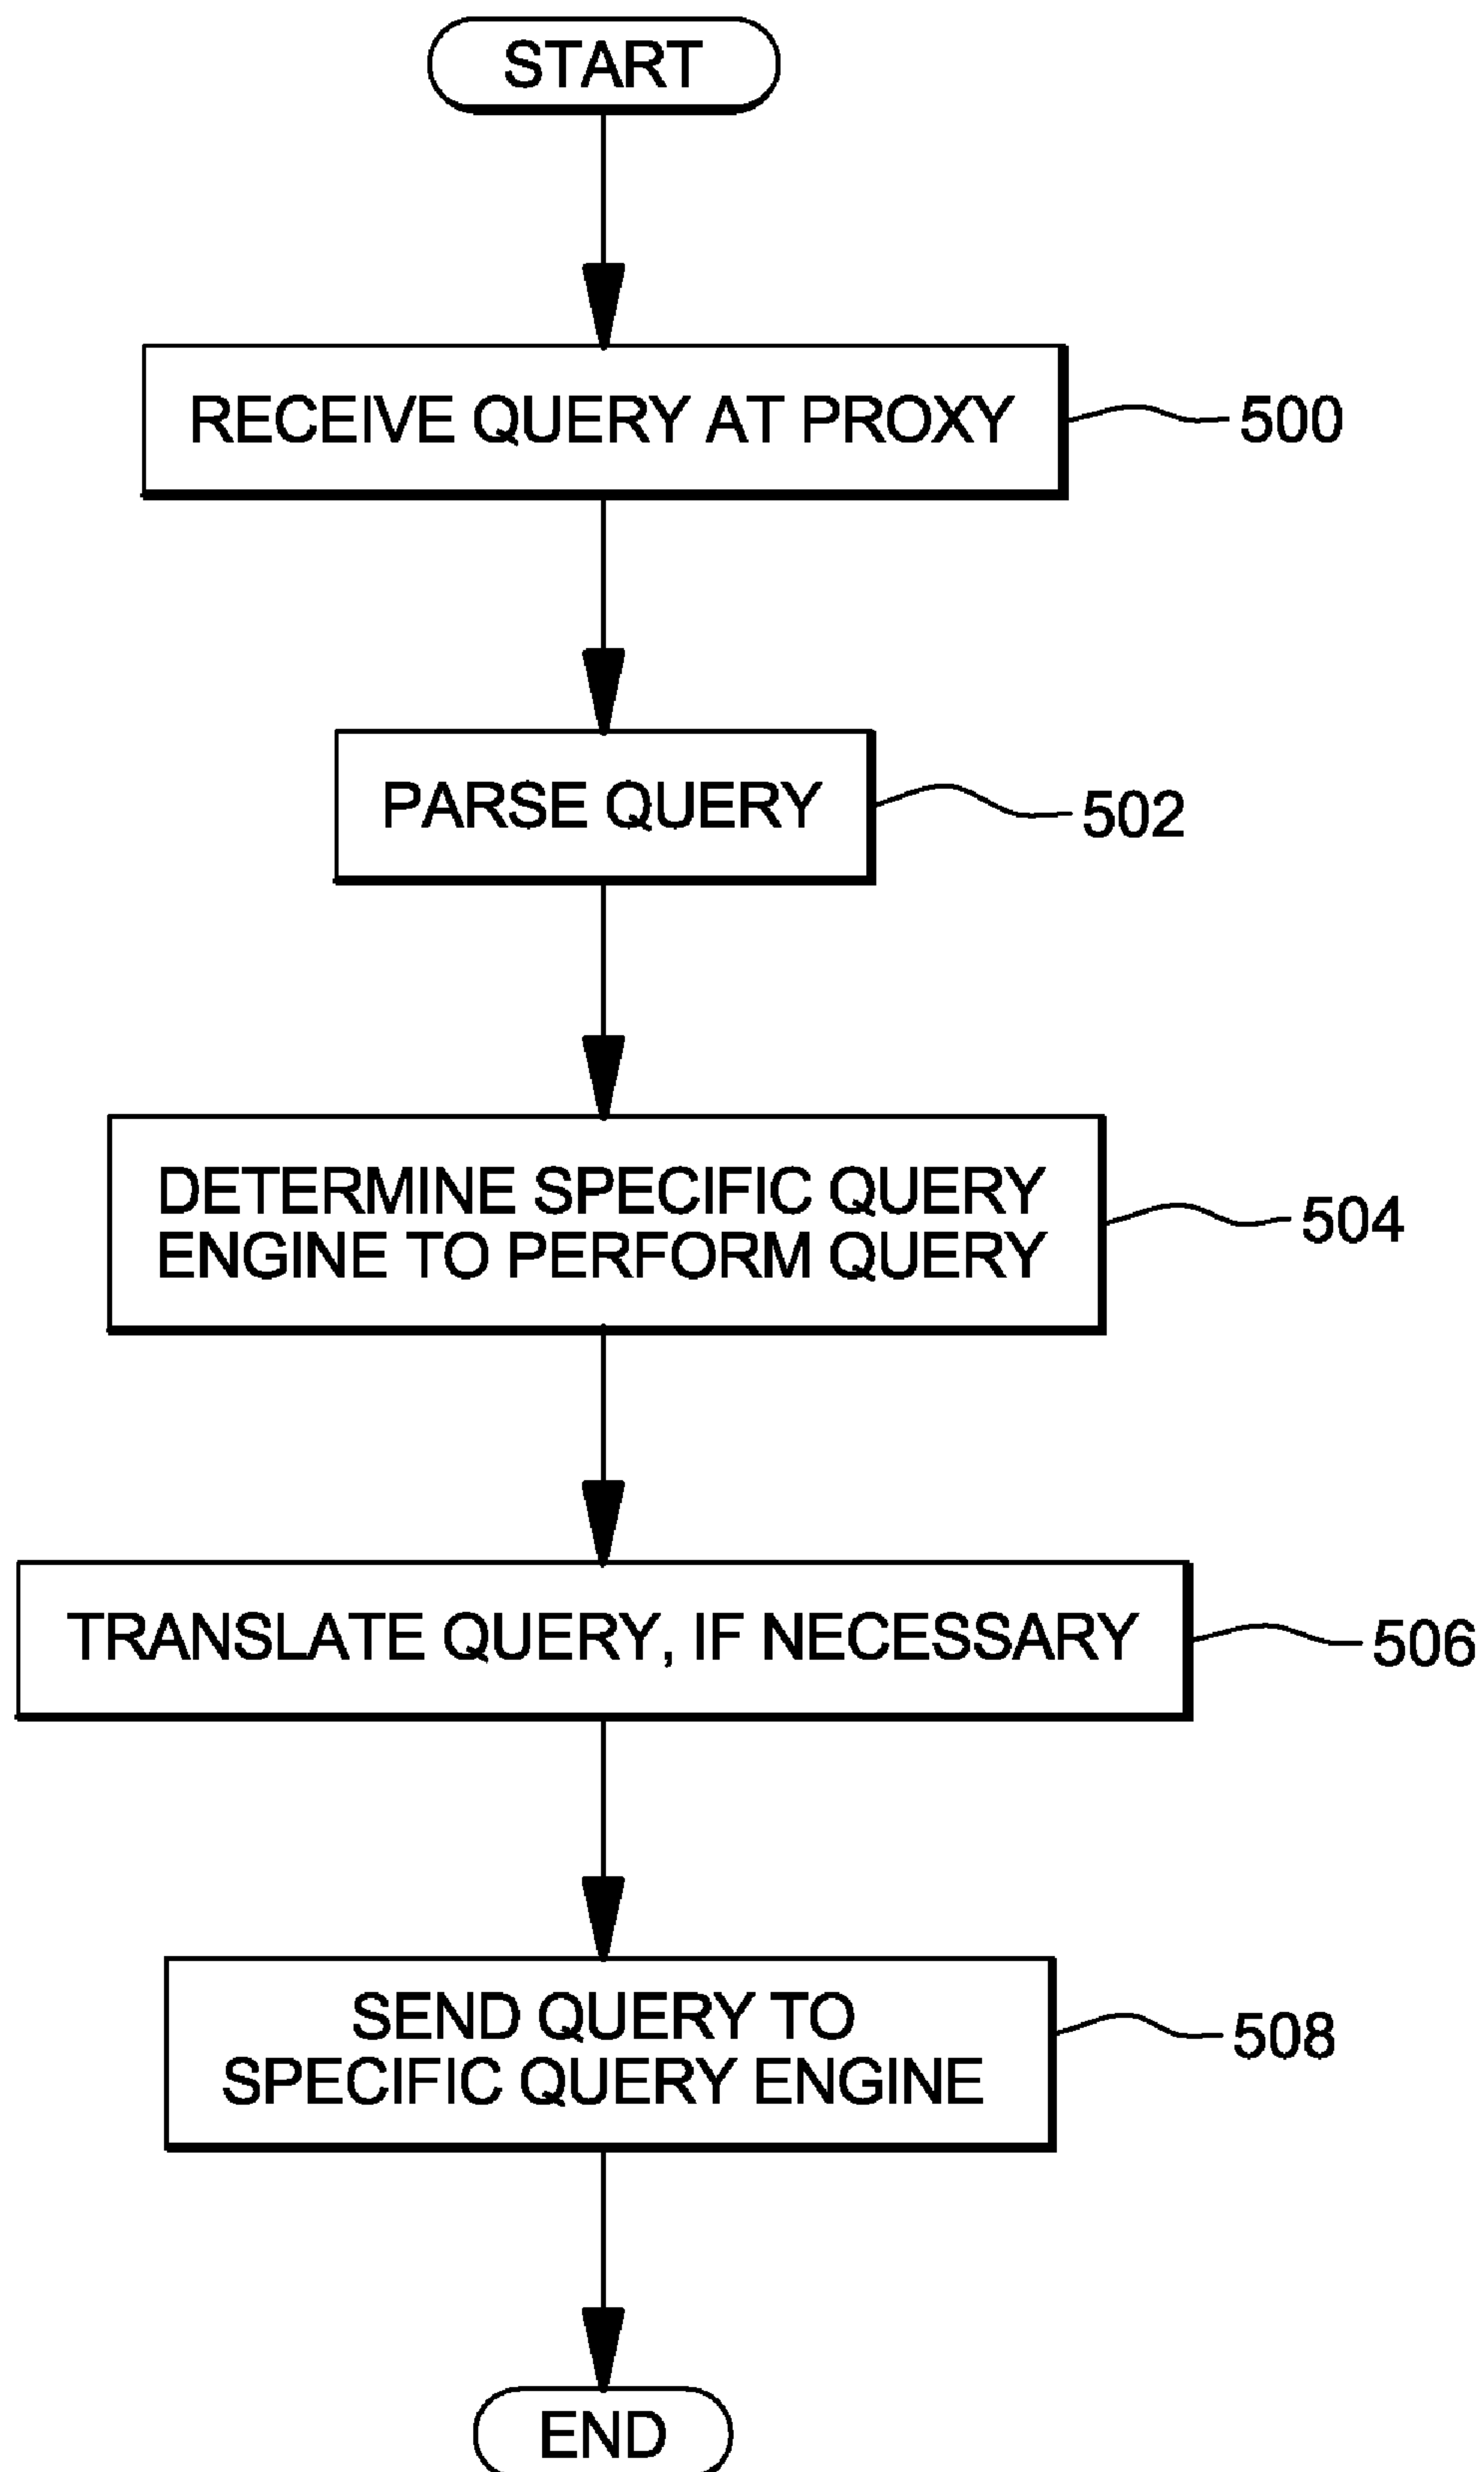 START
RECEIVE QUERY AT PROXY
500
PARSE QUERY
502
DETERMINE SPECIFIC QUERY
ENGINE TO PERFORM QUERY
504
TRANSLATE QUERY, IF NECESSARY
506
SEND QUERY TO
SPECIFIC QUERY ENGINE
508
END